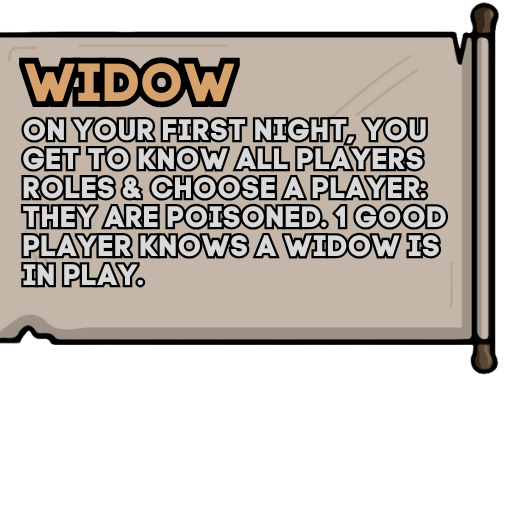 WIDOW
ON YOUR FIRST NIGHT, YOU
GET TO KNOW ALL PLAYERS
ROLES & CHOOSE A PLAYER:
THEY ARE POISONED. 1 GOOD
PLAYER KNOWS A WIDOW IS
IN PLAY.